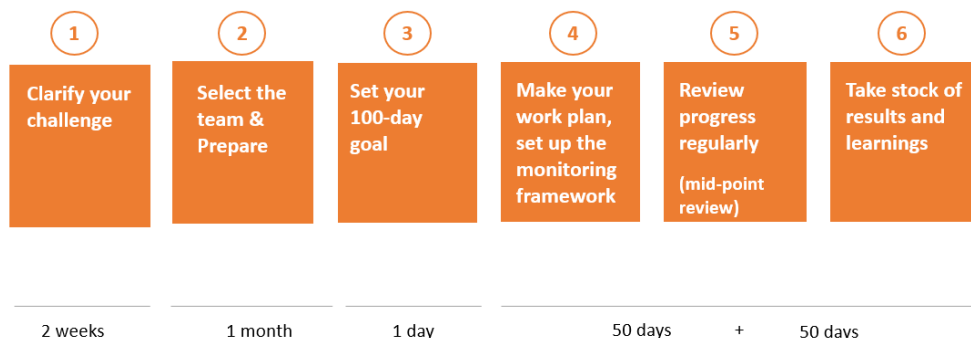 1
2
3
4
5
6
Clarify your
challenge
Select the
team &
Prepare
Set your
100-day
goal
Make your
work plan,
set up the
monitoring
framework
Review
progress
regularly
(mid-point
review)
Take stock of
results and
learnings
2 weeks
1 month
1 day
50 days
+
50 days